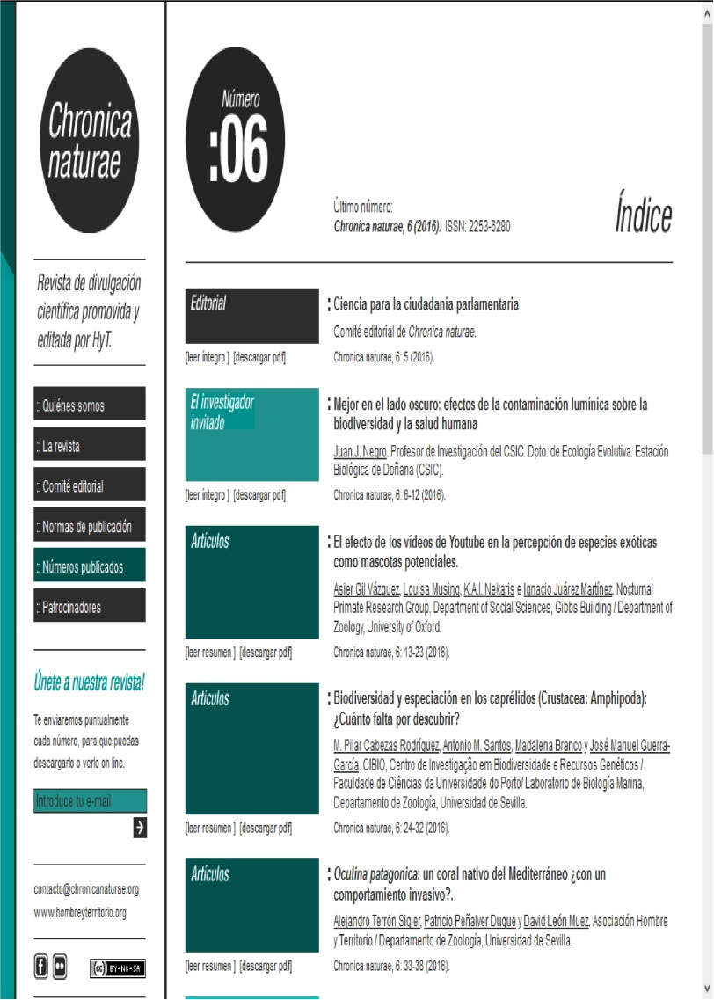 Chronica
naturae
Revista de divulgación
científica promovida y
editada por HyT.
:: Quiénes somos
:: La revista
:: Comité editorial
:: Normas de publicación
:: Números publicados
:: Patrocinadores
Únete a nuestra revista!
Te enviaremos puntualmente
cada número, para que puedas
descargarlo o verlo on line.
Introduce tu e-mail
contacto@chronicanaturae.org
www.hombreyterritorio.org
f
cc BY-NC-SA
Número
:06
Último número:
Chronica naturae, 6 (2016). ISSN: 2253-6280
Índice
Editorial
[leer íntegro ] [descargar pdf]
: Ciencia para la ciudadanía parlamentaria
Comité editorial de Chronica naturae.
Chronica naturae, 6: 5 (2016).
El investigador
invitado
[leer íntegro ] [descargar pdf]
: Mejor en el lado oscuro: efectos de la contaminación lumínica sobre la
biodiversidad y la salud humana
Juan J. Negro. Profesor de Investigación del CSIC. Dpto. de Ecología Evolutiva. Estación
Biológica de Doñana (CSIC).
Chronica naturae, 6: 6-12 (2016).
Artículos
[leer resumen ] [descargar pdf]
: El efecto de los vídeos de Youtube en la percepción de especies exóticas
como mascotas potenciales.
Asier Gil Vázquez, Louisa Musing, K.A.I. Nekaris e Ignacio Juárez Martínez. Nocturnal
Primate Research Group, Department of Social Sciences, Gibbs Building / Department of
Zoology, University of Oxford.
Chronica naturae, 6: 13-23 (2016).
Artículos
[leer resumen ] [descargar pdf]
: Biodiversidad y especiación en los caprélidos (Crustacea: Amphipoda):
¿Cuánto falta por descubrir?
M. Pilar Cabezas Rodríguez, Antonio M. Santos, Madalena Branco y José Manuel Guerra-
García. CIBIO, Centro de Investigação em Biodiversidade e Recursos Genéticos /
Faculdade de Ciências da Universidade do Porto/ Laboratorio de Biología Marina,
Departamento de Zoología, Universidad de Sevilla.
Chronica naturae, 6: 24-32 (2016).
Artículos
[leer resumen ] [descargar pdf]
: Oculina patagonica: un coral nativo del Mediterráneo ¿con un
comportamiento invasivo?.
Alejandro Terrón Sigler, Patricio Peñalver Duque y David León Muez. Asociación Hombre
y Territorio / Departamento de Zoología, Universidad de Sevilla.
Chronica naturae, 6: 33-38 (2016).